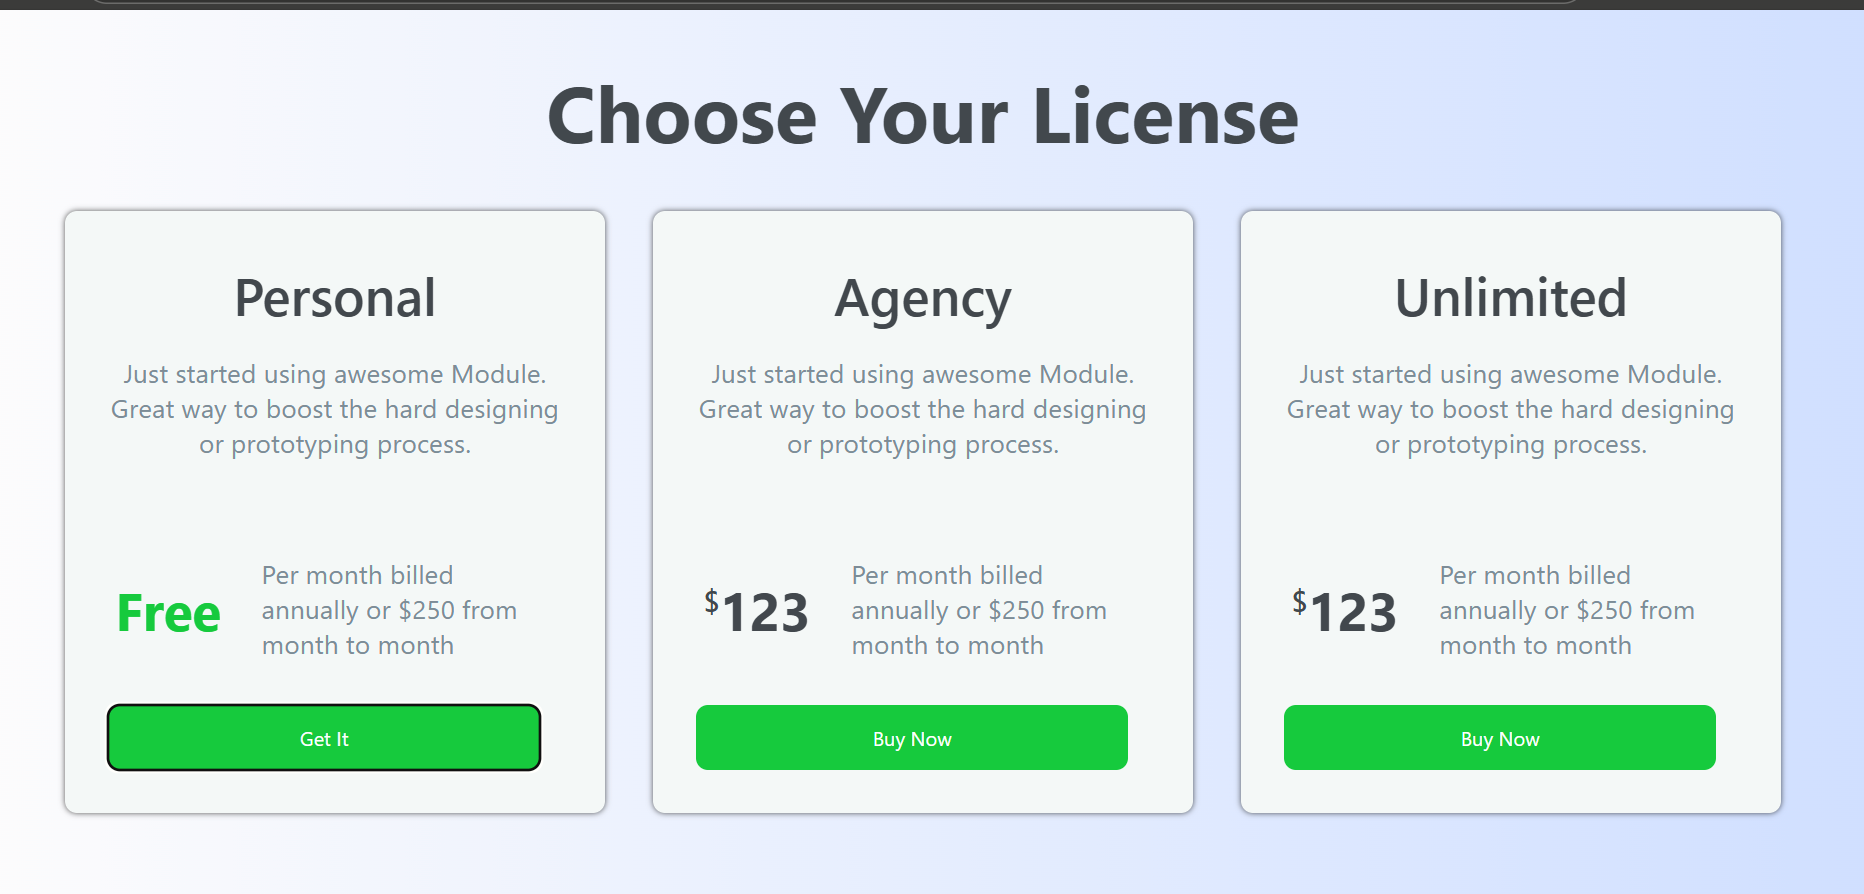 Choose Your License
Personal
Just started using awesome Module.
Great way to boost the hard designing
or prototyping process.
Free
Per month billed
annually or $250 from
month to month
Get It
Agency
Just started using awesome Module.
Great way to boost the hard designing
or prototyping process.
$123
Per month billed
annually or $250 from
month to month
Buy Now
Unlimited
Just started using awesome Module.
Great way to boost the hard designing
or prototyping process.
$123
Per month billed
annually or $250 from
month to month
Buy Now